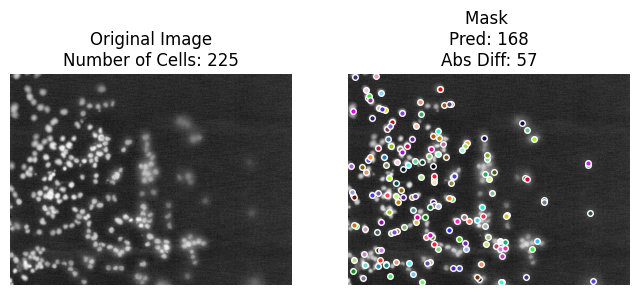 Original Image
Number of Cells: 225
Mask
Pred: 168
Abs Diff: 57